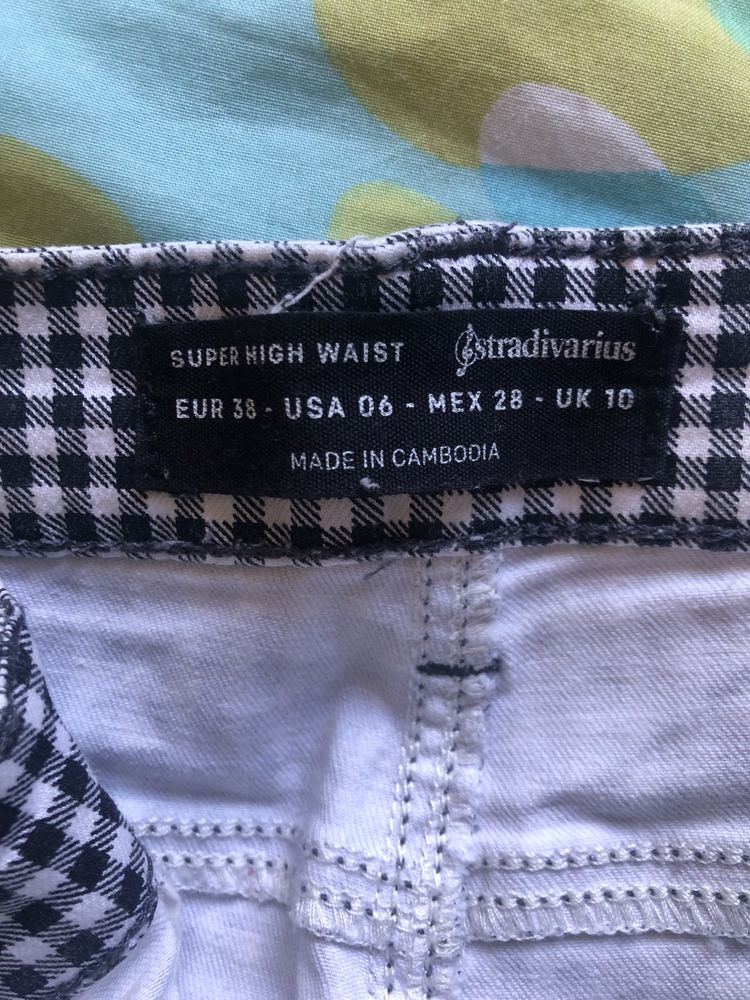 SUPER HIGH WAIST stradivarius
EUR 38 - USA 06 - MEX 28 - UK 10
MADE IN CAMBODIA